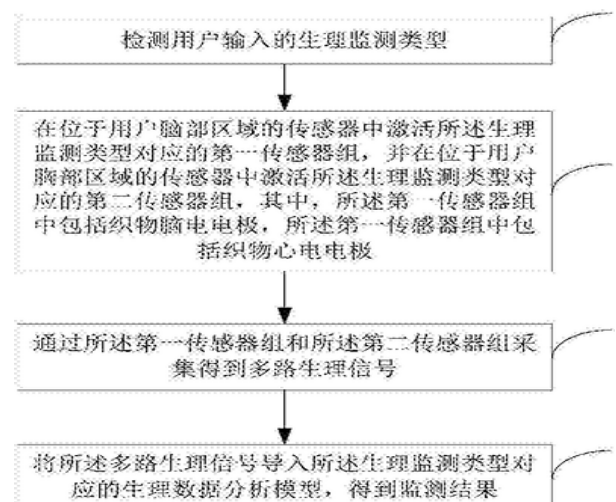 检测用户输入的生理监测类型
在位于用户脑部区域的传感器中激活所述生理
监测类型对应的第一传感器组，并在位于用户
胸部区域的传感器中激活所述生理监测类型对
应的第二传感器组，其中，所述第一传感器组
中包括织物脑电电极，所述第一传感器组中包
括织物心电电极
通过所述第一传感器组和所述第二传感器组采
集得到多路生理信号
将所述多路生理信号导入所述生理监测类型对
应的生理数据分析模型，得到监测结果